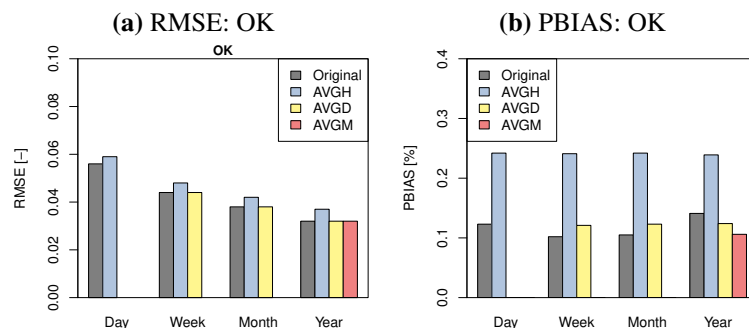 (a) RMSE: OK
OK
RMSE [-]
0.00 0.02 0.04 0.06 0.08 0.10
Original
AVGH
AVGD
AVGM
Day Week Month Year
(b) PBIAS: OK
PBIAS [%]
0.0 0.1 0.2 0.3 0.4
Original
AVGH
AVGD
AVGM
Day Week Month Year